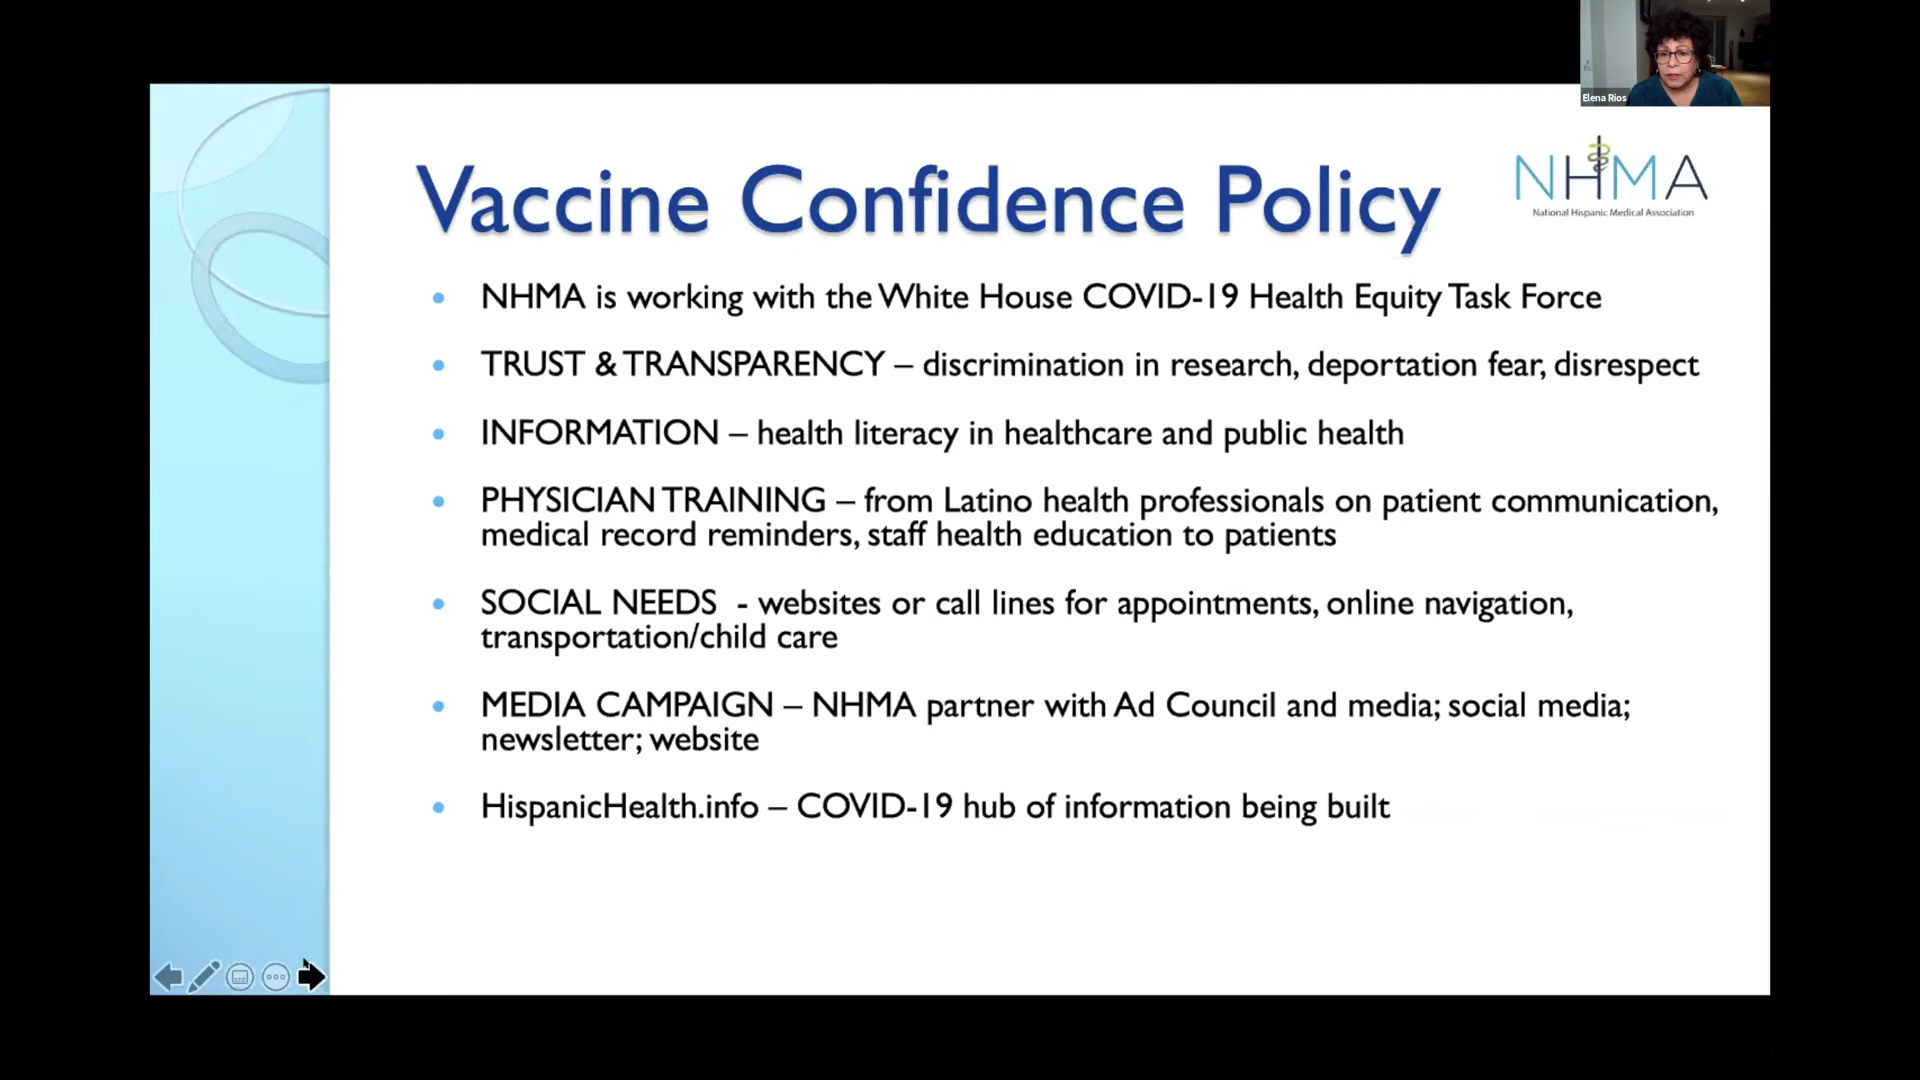 Elena Rios
Vaccine Confidence Policy
NHMA
National Hispanic Medical Association
• NHMA is working with the White House COVID-19 Health Equity Task Force
• TRUST & TRANSPARENCY – discrimination in research, deportation fear, disrespect
• INFORMATION – health literacy in healthcare and public health
• PHYSICIAN TRAINING – from Latino health professionals on patient communication,
medical record reminders, staff health education to patients
• SOCIAL NEEDS - websites or call lines for appointments, online navigation,
transportation/child care
• MEDIA CAMPAIGN – NHMA partner with Ad Council and media; social media;
newsletter; website
• HispanicHealth.info – COVID-19 hub of information being built